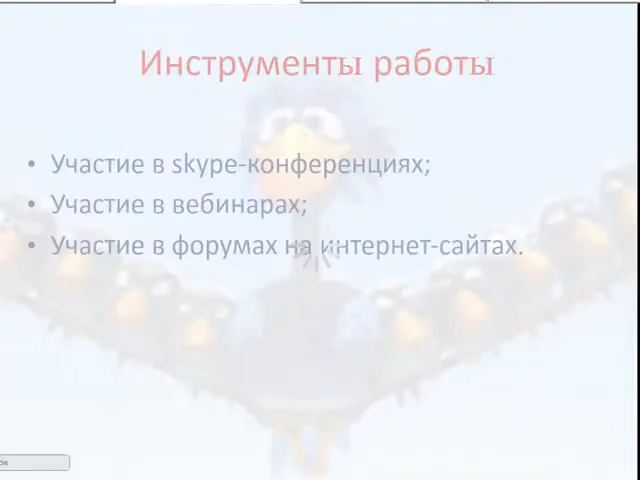 Инструменты работы
• Участие в skype-конференциях;
• Участие в вебинарах;
• Участие в форумах на интернет-сайтах.